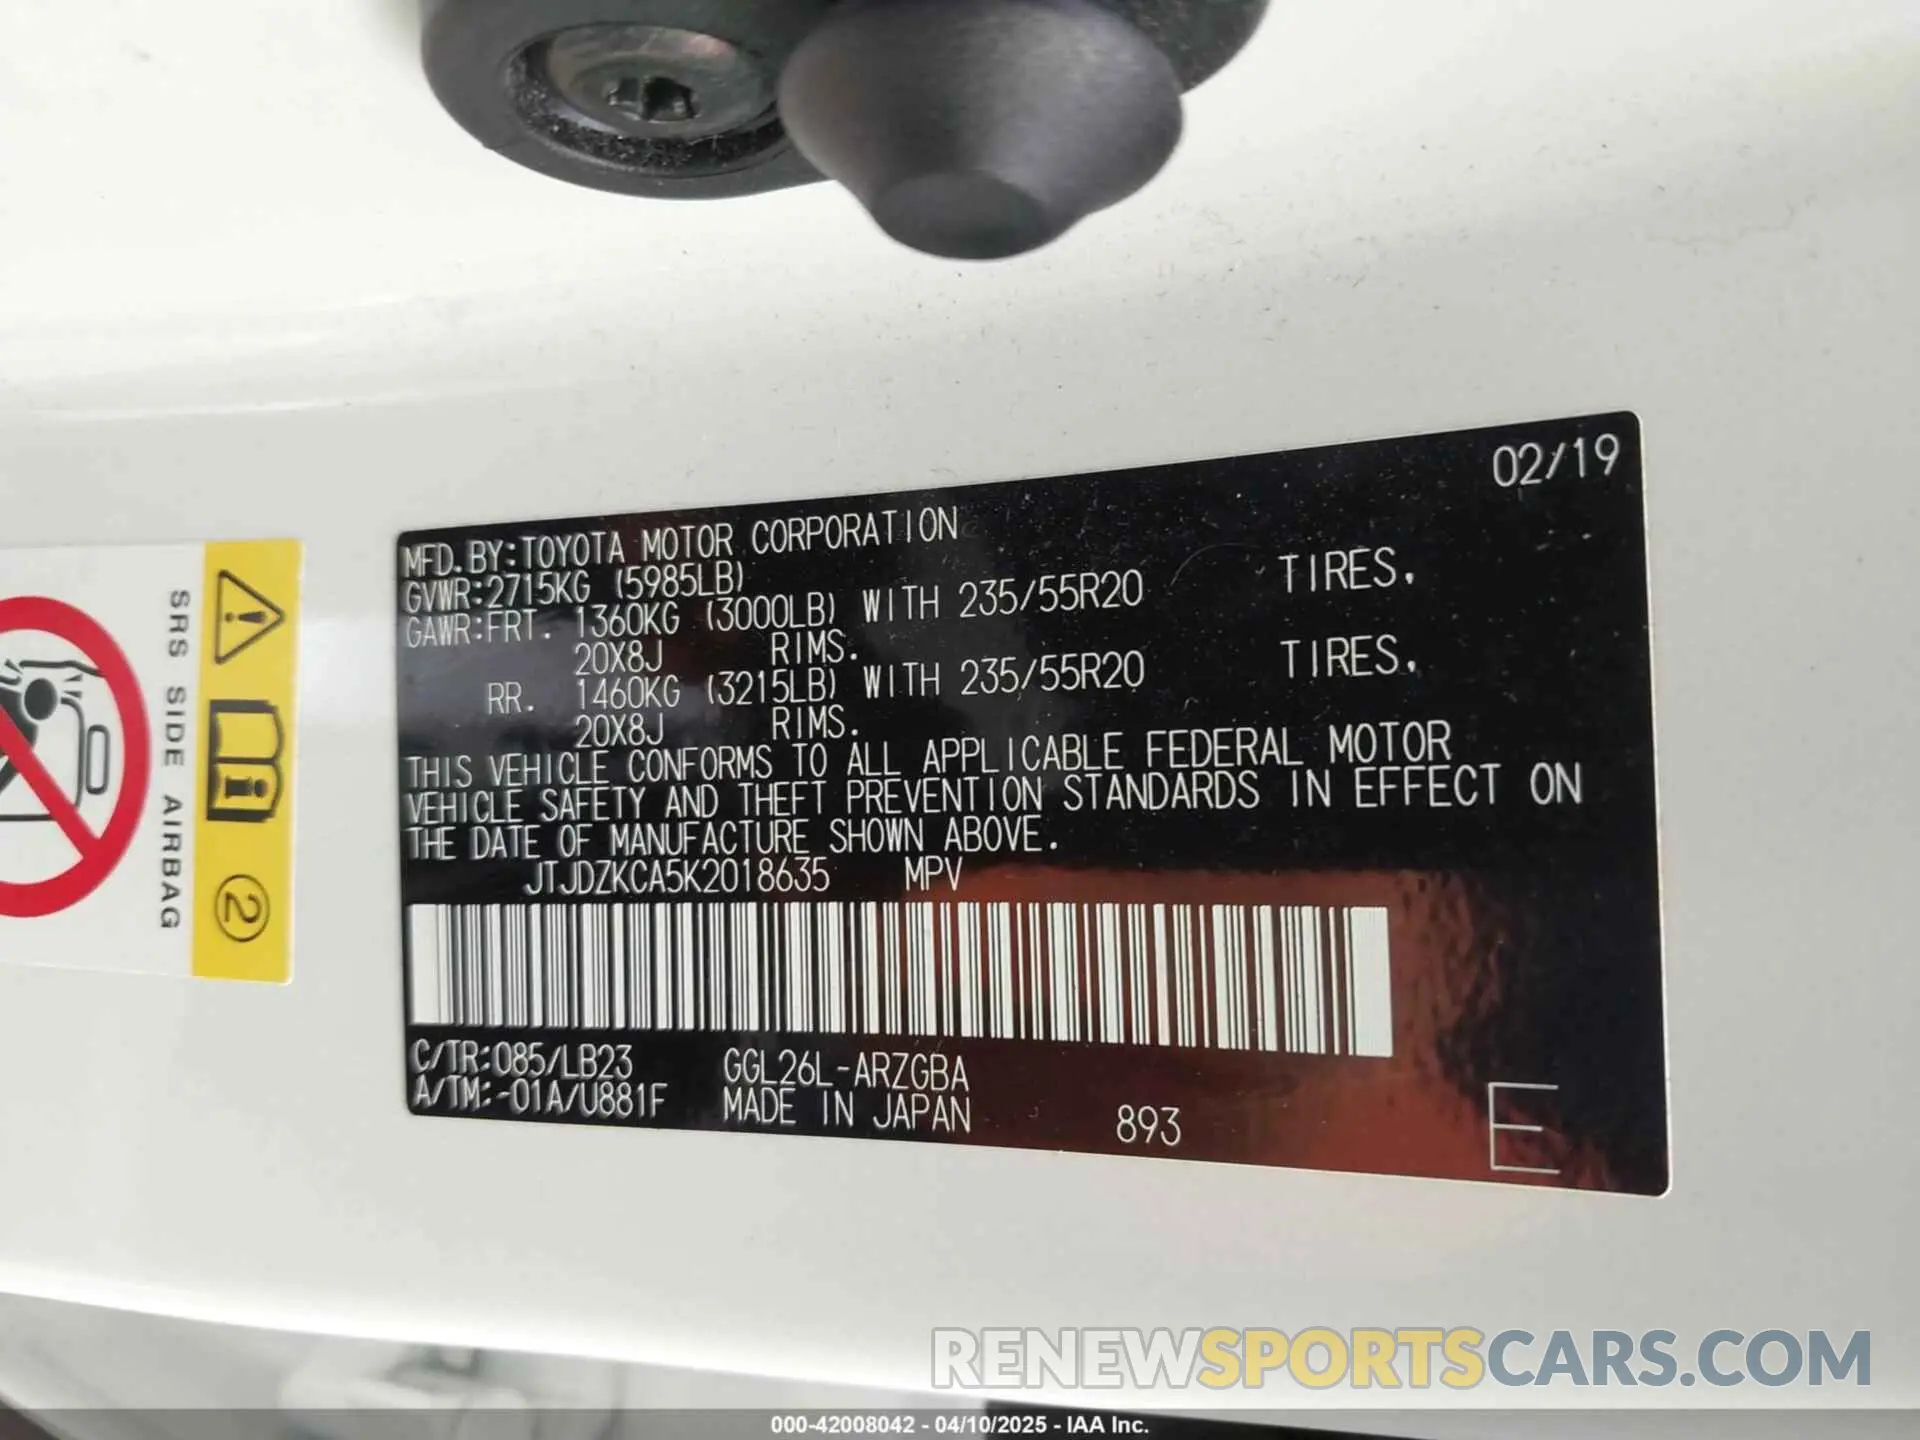 02/19
MFD.BY:TOYOTA MOTOR CORPORATION
GVWR:2715KG (5985LB)
GAWR:FRT. 1360KG (3000LB) WITH 235/55R20 TIRES,
20X8J RIMS.
RR. 1460KG (3215LB) WITH 235/55R20 TIRES,
20X8J RIMS.
THIS VEHICLE CONFORMS TO ALL APPLICABLE FEDERAL MOTOR
VEHICLE SAFETY AND THEFT PREVENTION STANDARDS IN EFFECT ON
THE DATE OF MANUFACTURE SHOWN ABOVE.
JTJDZKCA5K2018635 MPV
C/TR:085/LB23 GGL26L-ARZGBA
A/TM:-01A/U881F MADE IN JAPAN 893 E
SRS SIDE AIRBAG
2
RENEWSPORTSCARS.COM
000-42008042 - 04/10/2025 - IAA Inc.